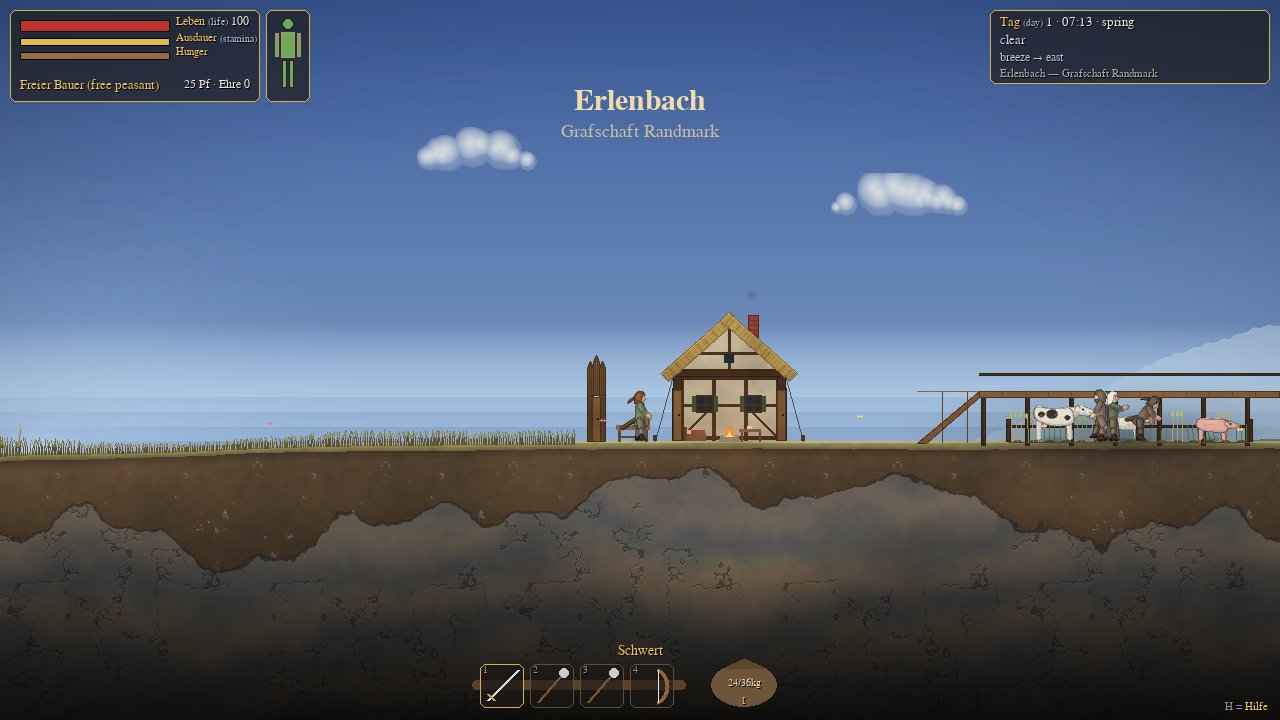 Leben (life) 100
Ausdauer (stamina)
Hunger
Freier Bauer (free peasant) 25 Pf · Ehre 0
Tag (day) 1 · 07:13 · spring
clear
breeze → east
Erlenbach — Grafschaft Randmark
Erlenbach
Grafschaft Randmark
Schwert
1 2 3 4
24/36kg
I
H = Hilfe